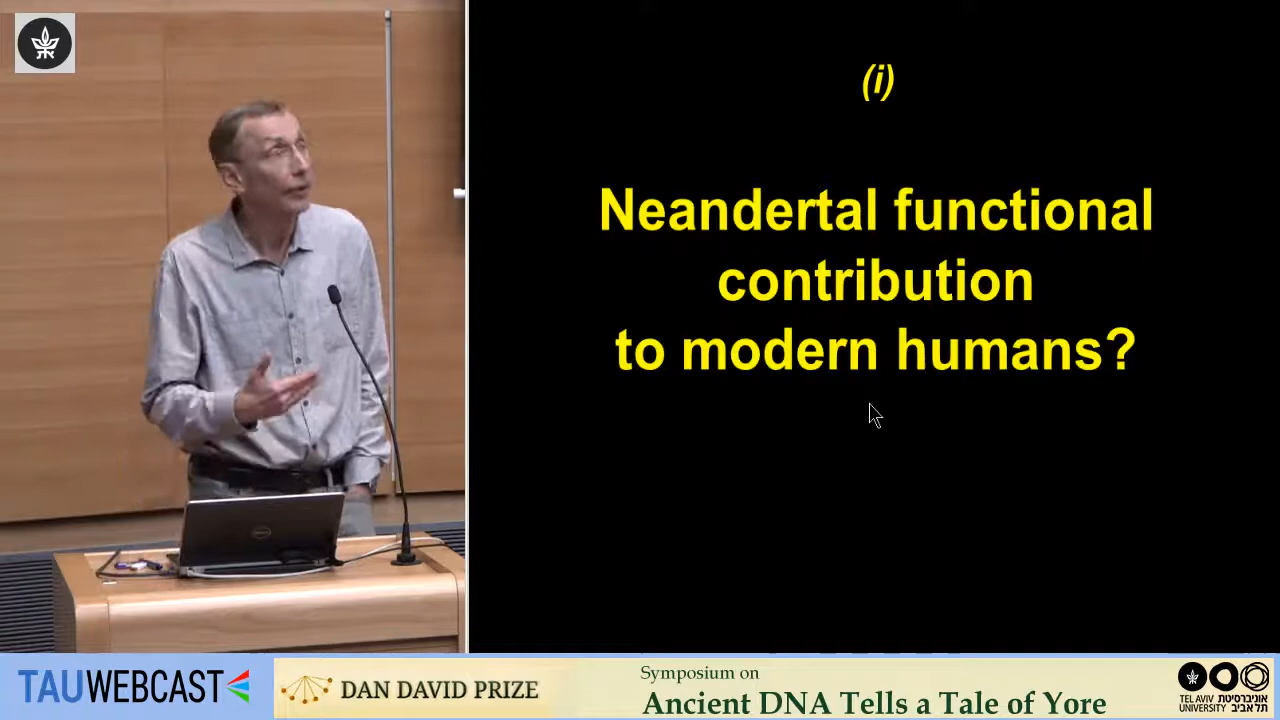 (i)
Neandertal functional
contribution
to modern humans?
TAUWEBCAST
DAN DAVID PRIZE
Symposium on
Ancient DNA Tells a Tale of Yore
TEL AVIV אוניברסיטת
UNIVERSITY תל אביב